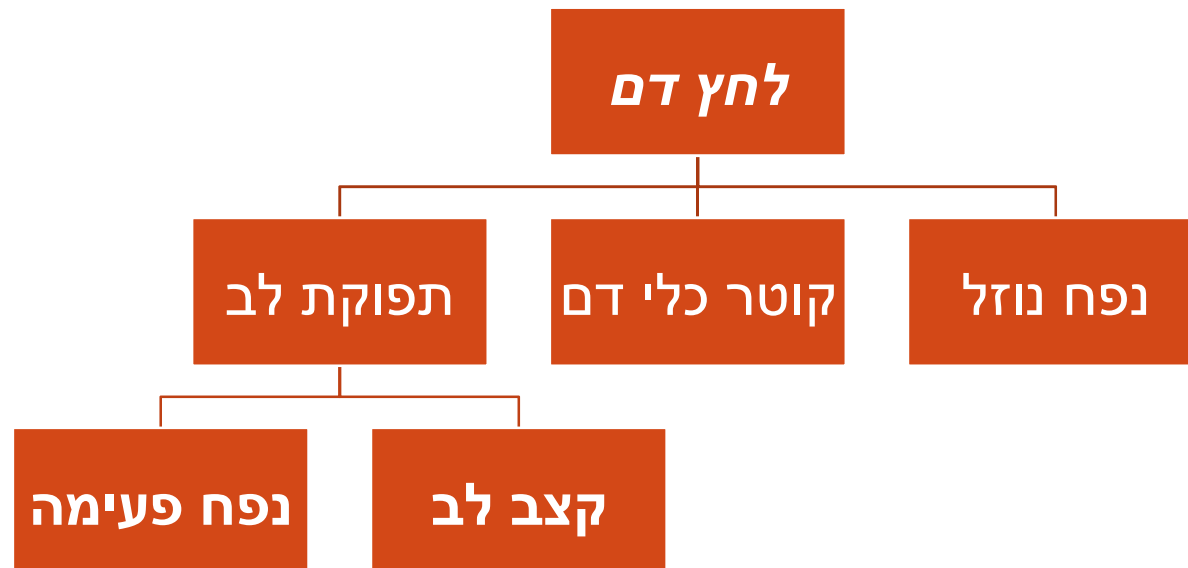 לחץ דם
נפח נוזל
קוטר כלי דם
תפוקת לב
קצב לב
נפח פעימה